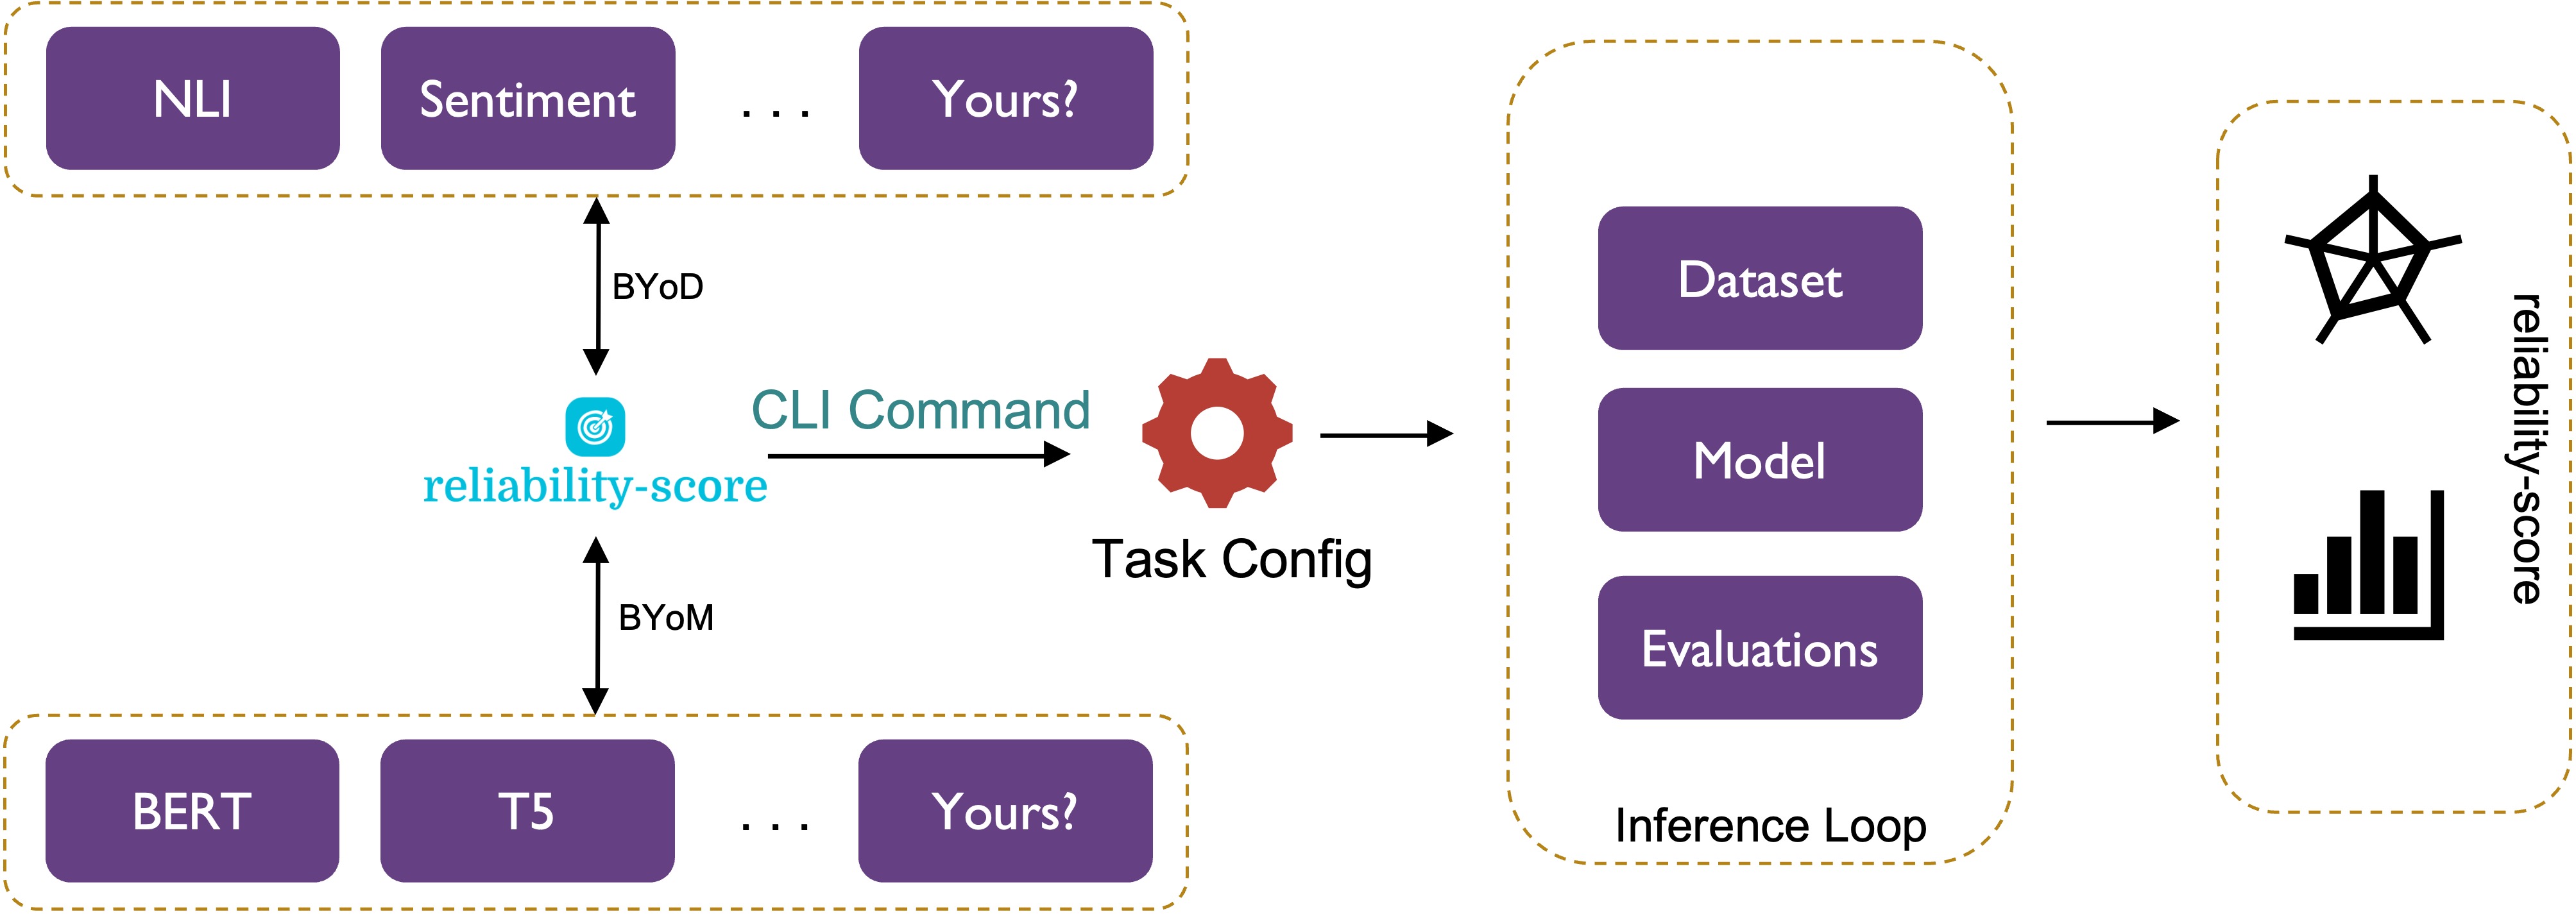 NLI
Sentiment
. . .
Yours?
BYoD
reliability-score
CLI Command
Task Config
BYoM
BERT
T5
. . .
Yours?
Dataset
Model
Evaluations
Inference Loop
reliability-score